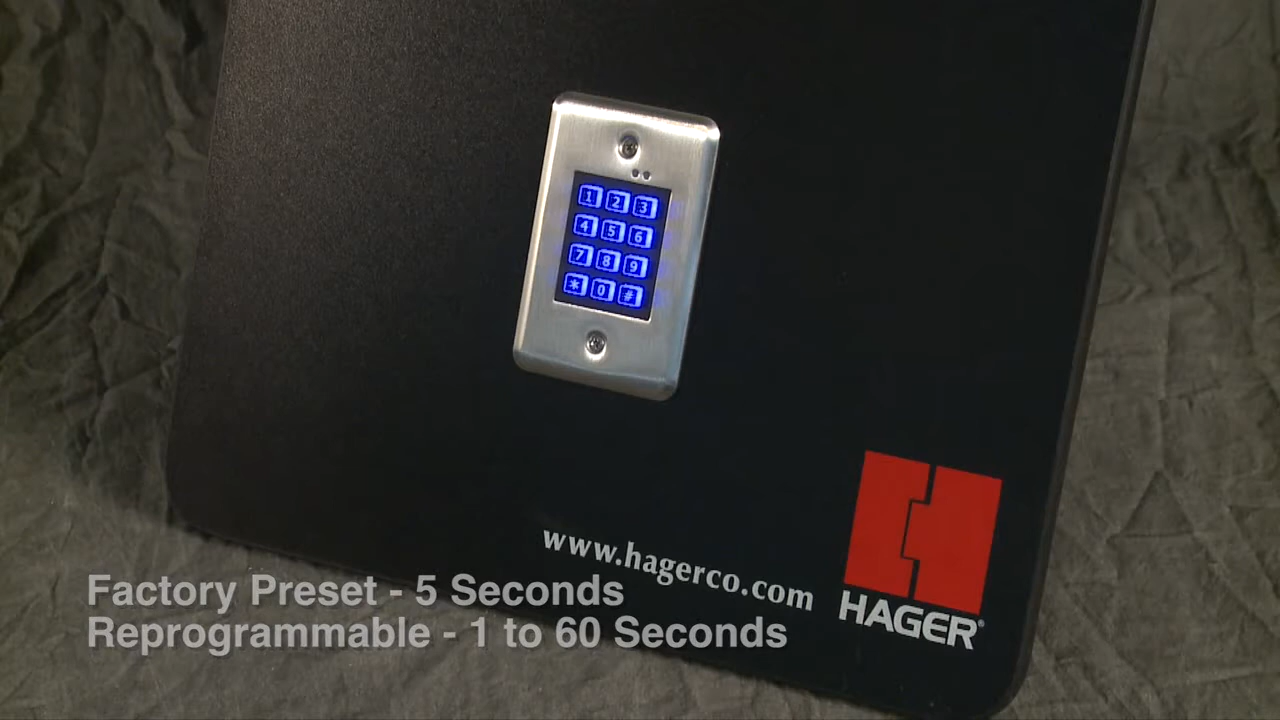 1 2 3
4 5 6
7 8 9
* 0 #
www.hagerco.com
HAGER®
Factory Preset - 5 Seconds
Reprogrammable - 1 to 60 Seconds